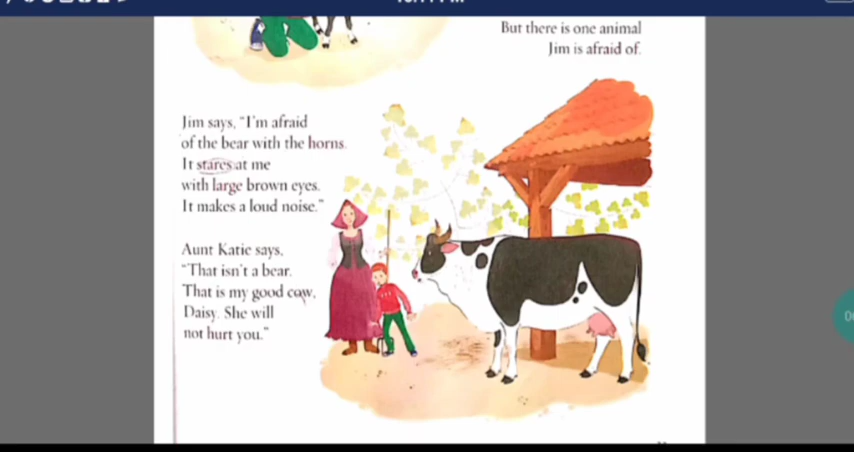 But there is one animal
Jim is afraid of.
Jim says, "I'm afraid
of the bear with the horns.
It stares at me
with large brown eyes.
It makes a loud noise."
Aunt Katie says,
"That isn't a bear.
That is my good cow,
Daisy. She will
not hurt you."